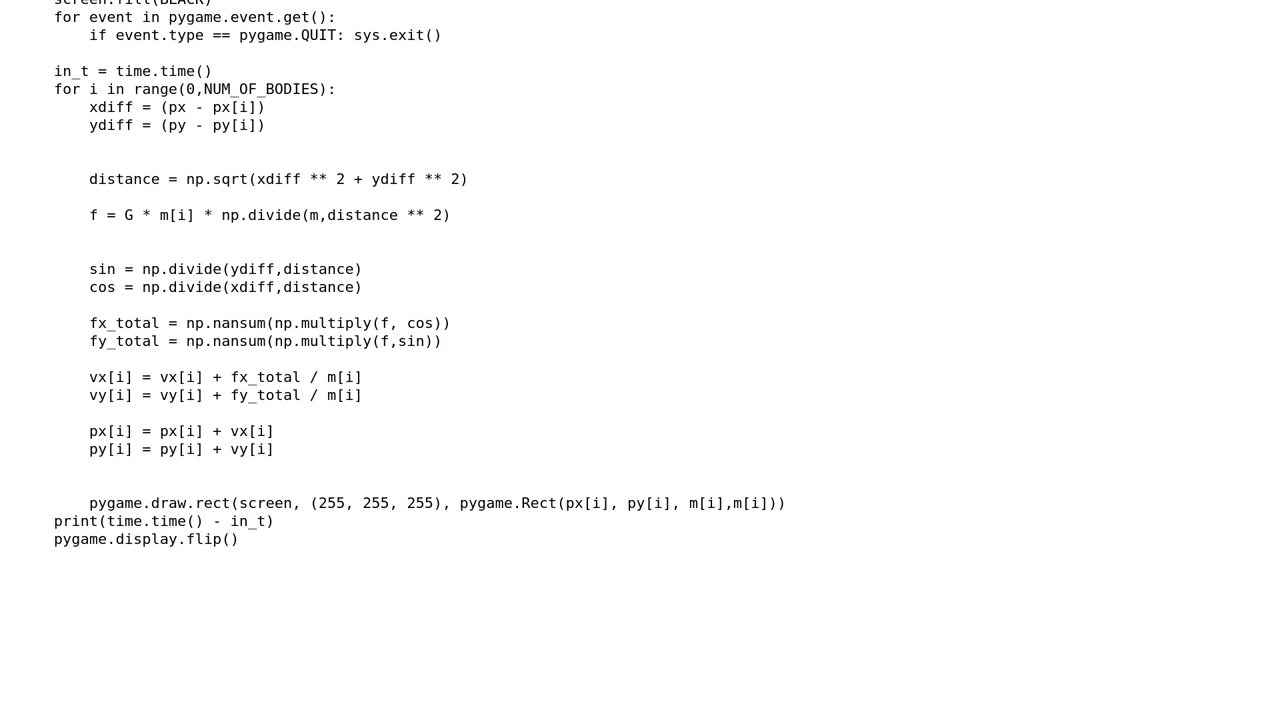 screen.fill(BLACK)
for event in pygame.event.get():
    if event.type == pygame.QUIT: sys.exit()

in_t = time.time()
for i in range(0,NUM_OF_BODIES):
    xdiff = (px - px[i])
    ydiff = (py - py[i])

    distance = np.sqrt(xdiff ** 2 + ydiff ** 2)

    f = G * m[i] * np.divide(m,distance ** 2)

    sin = np.divide(ydiff,distance)
    cos = np.divide(xdiff,distance)

    fx_total = np.nansum(np.multiply(f, cos))
    fy_total = np.nansum(np.multiply(f,sin))

    vx[i] = vx[i] + fx_total / m[i]
    vy[i] = vy[i] + fy_total / m[i]

    px[i] = px[i] + vx[i]
    py[i] = py[i] + vy[i]

    pygame.draw.rect(screen, (255, 255, 255), pygame.Rect(px[i], py[i], m[i],m[i]))
print(time.time() - in_t)
pygame.display.flip()